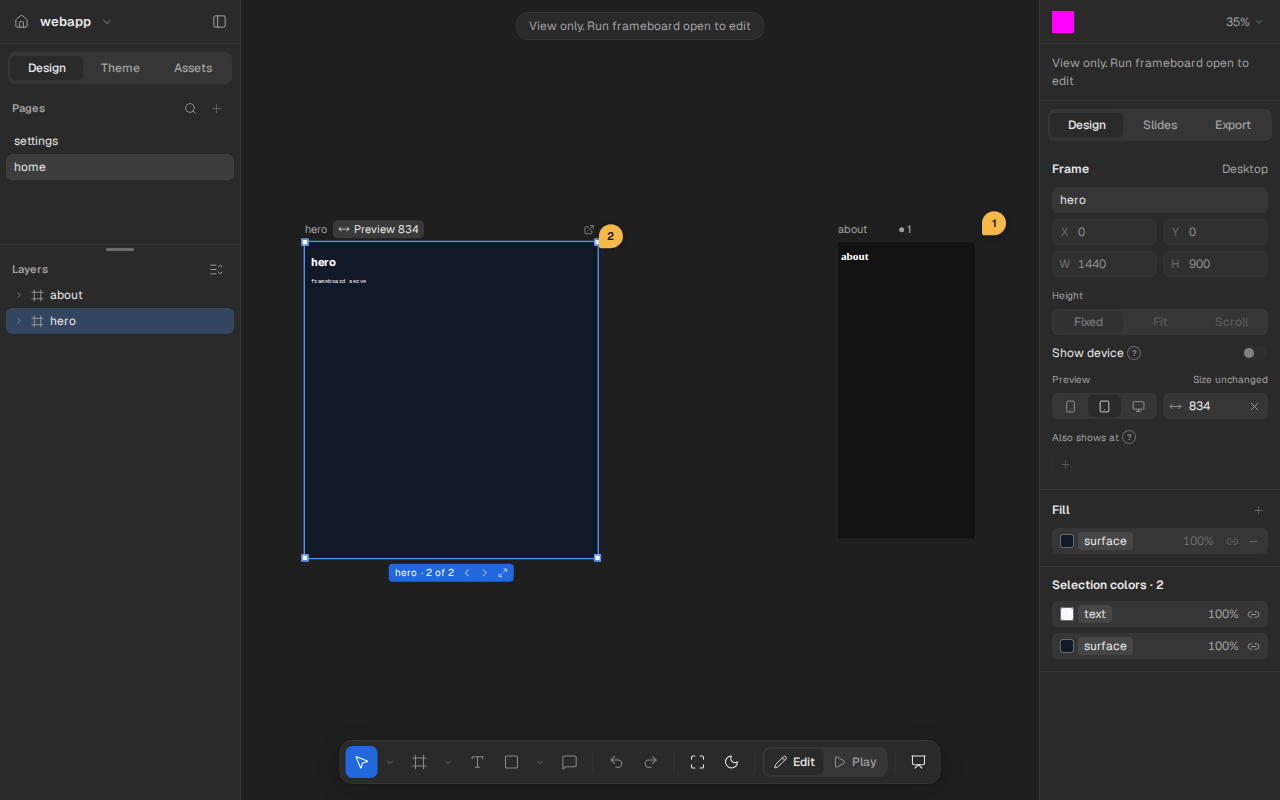 webapp
View only. Run frameboard open to edit
35%
Design
Theme
Assets
View only. Run frameboard open to
edit
Pages
Design
Slides
Export
settings
home
Frame
Desktop
hero
X 0
Y 0
W 1440
H 900
hero
Preview 834
2
about
1
1
Layers
about
hero
hero
frameboard serve
about
Height
Fixed
Fit
Scroll
Show device ?
Preview
Size unchanged
834
Also shows at ?
Fill
surface
100%
hero · 2 of 2
Selection colors · 2
text
100%
surface
100%
Edit
Play